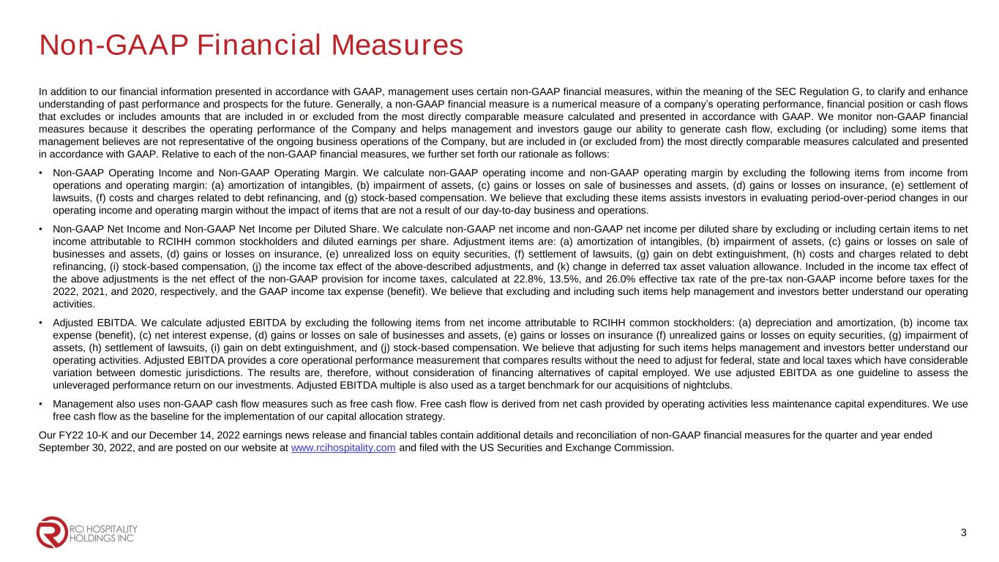 Non-GAAP Financial Measures
In addition to our financial information presented in accordance with GAAP, management uses certain non-GAAP financial measures, within the meaning of the SEC Regulation G, to clarify and enhance
understanding of past performance and prospects for the future. Generally, a non-GAAP financial measure is a numerical measure of a company’s operating performance, financial position or cash flows
that excludes or includes amounts that are included in or excluded from the most directly comparable measure calculated and presented in accordance with GAAP. We monitor non-GAAP financial
measures because it describes the operating performance of the Company and helps management and investors gauge our ability to generate cash flow, excluding (or including) some items that
management believes are not representative of the ongoing business operations of the Company, but are included in (or excluded from) the most directly comparable measures calculated and presented
in accordance with GAAP. Relative to each of the non-GAAP financial measures, we further set forth our rationale as follows:
• Non-GAAP Operating Income and Non-GAAP Operating Margin. We calculate non-GAAP operating income and non-GAAP operating margin by excluding the following items from income from
operations and operating margin: (a) amortization of intangibles, (b) impairment of assets, (c) gains or losses on sale of businesses and assets, (d) gains or losses on insurance, (e) settlement of
lawsuits, (f) costs and charges related to debt refinancing, and (g) stock-based compensation. We believe that excluding these items assists investors in evaluating period-over-period changes in our
operating income and operating margin without the impact of items that are not a result of our day-to-day business and operations.
• Non-GAAP Net Income and Non-GAAP Net Income per Diluted Share. We calculate non-GAAP net income and non-GAAP net income per diluted share by excluding or including certain items to net
income attributable to RCIHH common stockholders and diluted earnings per share. Adjustment items are: (a) amortization of intangibles, (b) impairment of assets, (c) gains or losses on sale of
businesses and assets, (d) gains or losses on insurance, (e) unrealized loss on equity securities, (f) settlement of lawsuits, (g) gain on debt extinguishment, (h) costs and charges related to debt
refinancing, (i) stock-based compensation, (j) the income tax effect of the above-described adjustments, and (k) change in deferred tax asset valuation allowance. Included in the income tax effect of
the above adjustments is the net effect of the non-GAAP provision for income taxes, calculated at 22.8%, 13.5%, and 26.0% effective tax rate of the pre-tax non-GAAP income before taxes for the
2022, 2021, and 2020, respectively, and the GAAP income tax expense (benefit). We believe that excluding and including such items help management and investors better understand our operating
activities.
• Adjusted EBITDA. We calculate adjusted EBITDA by excluding the following items from net income attributable to RCIHH common stockholders: (a) depreciation and amortization, (b) income tax
expense (benefit), (c) net interest expense, (d) gains or losses on sale of businesses and assets, (e) gains or losses on insurance (f) unrealized gains or losses on equity securities, (g) impairment of
assets, (h) settlement of lawsuits, (i) gain on debt extinguishment, and (j) stock-based compensation. We believe that adjusting for such items helps management and investors better understand our
operating activities. Adjusted EBITDA provides a core operational performance measurement that compares results without the need to adjust for federal, state and local taxes which have considerable
variation between domestic jurisdictions. The results are, therefore, without consideration of financing alternatives of capital employed. We use adjusted EBITDA as one guideline to assess the
unleveraged performance return on our investments. Adjusted EBITDA multiple is also used as a target benchmark for our acquisitions of nightclubs.
• Management also uses non-GAAP cash flow measures such as free cash flow. Free cash flow is derived from net cash provided by operating activities less maintenance capital expenditures. We use
free cash flow as the baseline for the implementation of our capital allocation strategy.
Our FY22 10-K and our December 14, 2022 earnings news release and financial tables contain additional details and reconciliation of non-GAAP financial measures for the quarter and year ended
September 30, 2022, and are posted on our website at www.rcihospitality.com and filed with the US Securities and Exchange Commission.
RCI HOSPITALITY
HOLDINGS INC
3